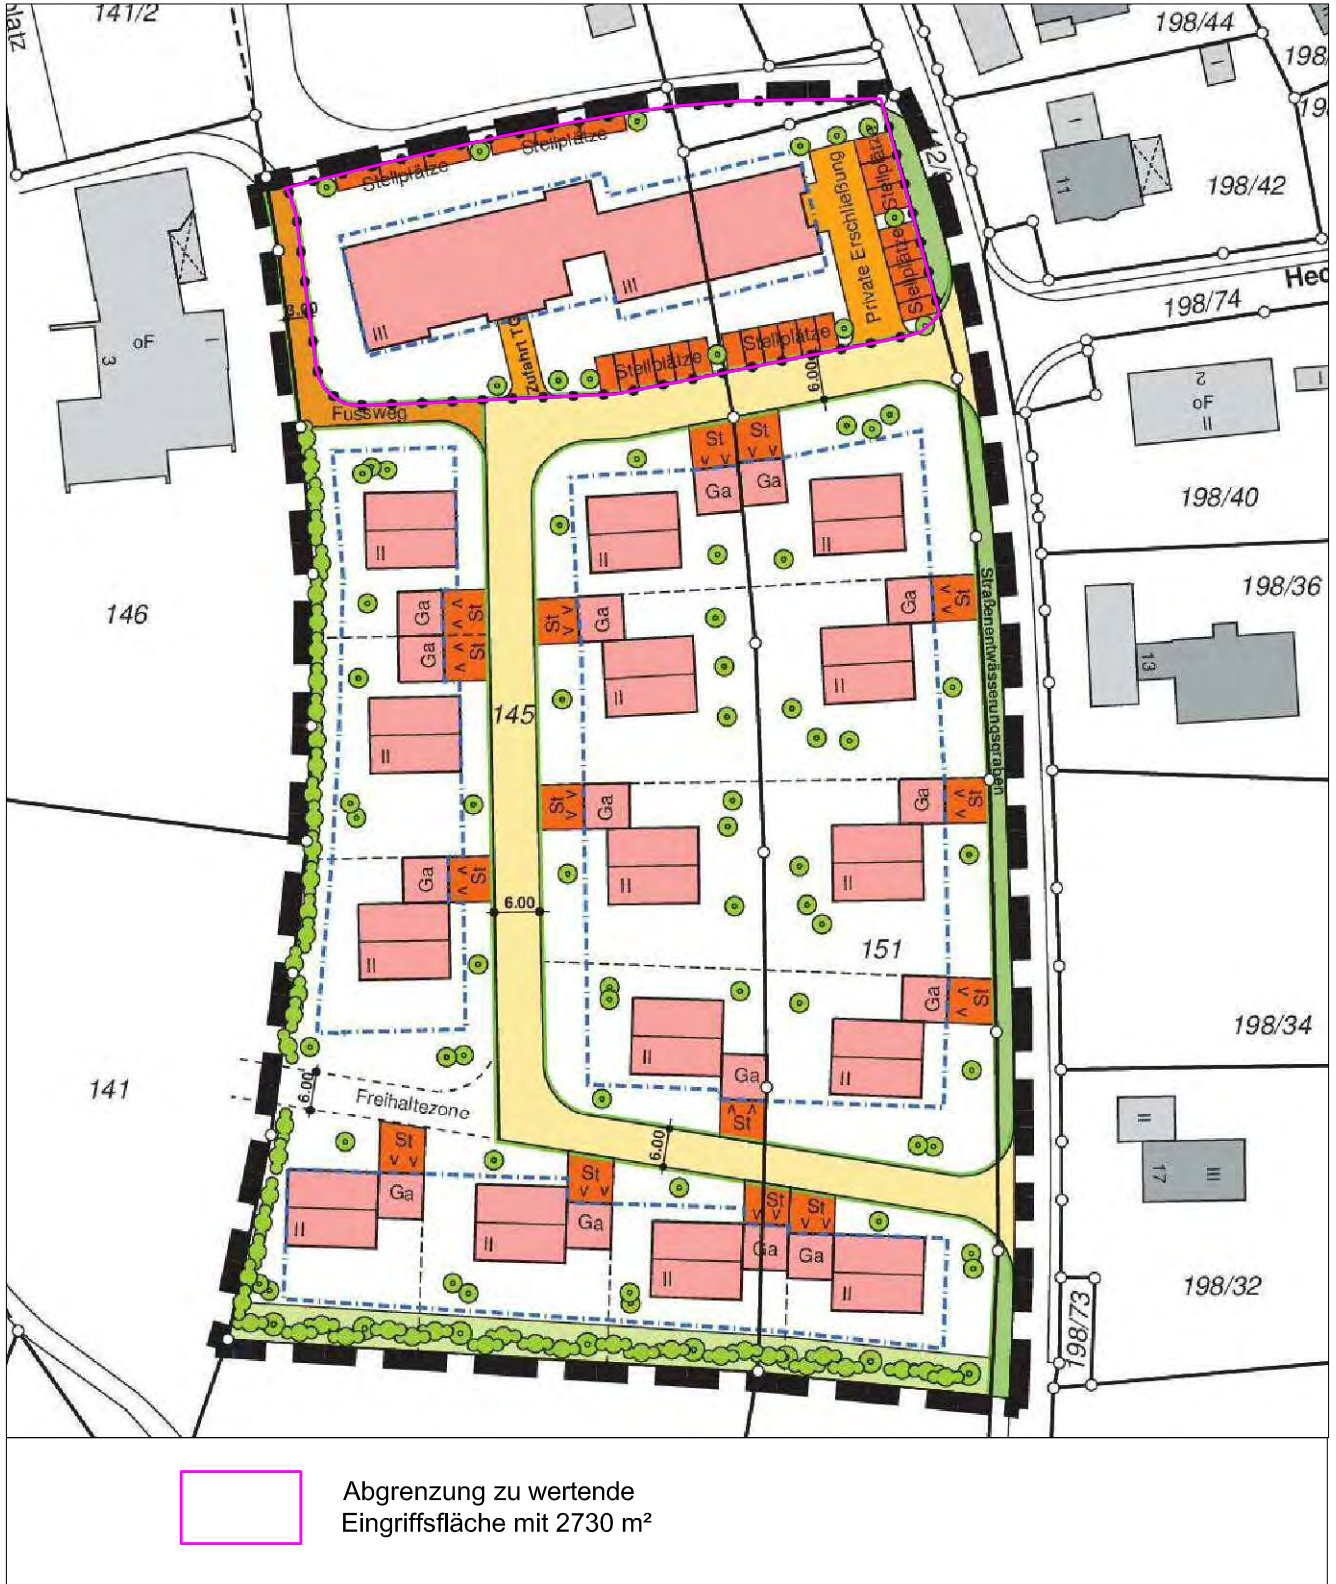 141/2
198/44
Stellplätze
Stellplätze
Stellplätze
Stellplätze
Private Erschließung
11
198/42
3.00
oF
I
3
III
III
Zufahrt TG
Stellplätze
Stellplätze
6.00
Fussweg
198/74
2
oF
II
198/40
St
St
Ga
Ga
II
II
II
146
Ga
St
Ga
St
St
Ga
Ga
St
Straßenentwässerungsgraben
198/36
13
II
II
145
II
St
Ga
Ga
St
Ga
St
II
II
6.00
II
151
Ga
St
198/34
II
II
Ga
St
141
6.00
Freihaltezone
6.00
II
17
III
St
Ga
II
St
Ga
II
St
St
Ga
Ga
II
II
198/32
198/73
Abgrenzung zu wertende
Eingriffsfläche mit 2730 m²